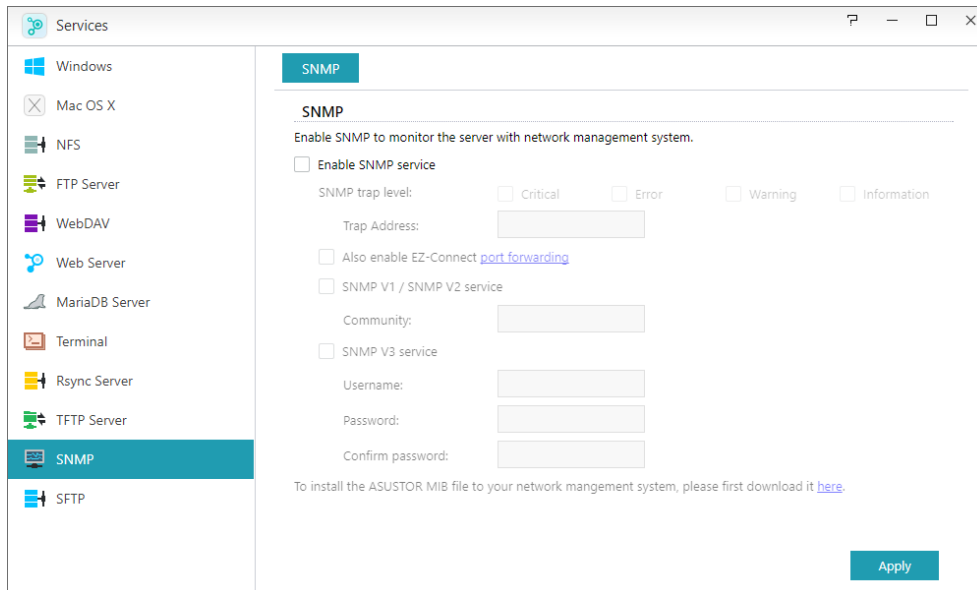 Services
Windows
Mac OS X
NFS
FTP Server
WebDAV
Web Server
MariaDB Server
Terminal
Rsync Server
TFTP Server
SNMP
SFTP
SNMP
SNMP
Enable SNMP to monitor the server with network management system.
Enable SNMP service
SNMP trap level: Critical Error Warning Information
Trap Address:
Also enable EZ-Connect port forwarding
SNMP V1 / SNMP V2 service
Community:
SNMP V3 service
Username:
Password:
Confirm password:
To install the ASUSTOR MIB file to your network mangement system, please first download it here.
Apply